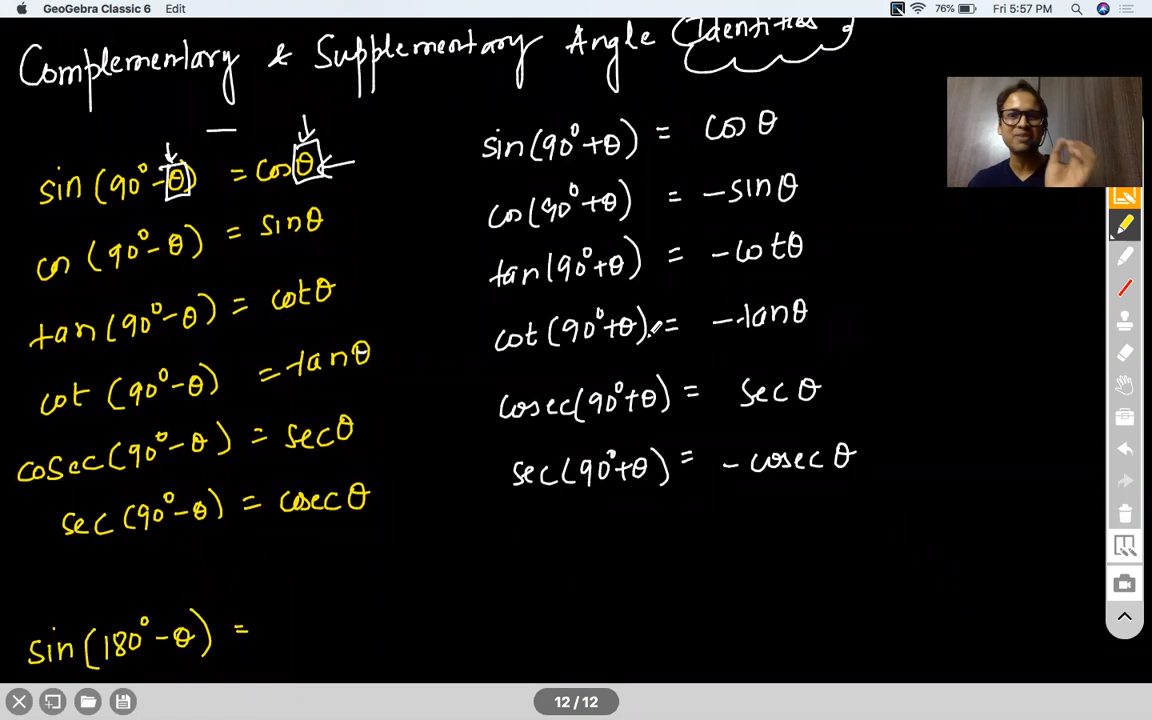 GeoGebra Classic 6 Edit 76% Fri 5:57 PM
Complementary & Supplementary Angle Identities
sin (90°-θ) = cosθ
cos (90°-θ) = sinθ
tan (90°-θ) = cotθ
cot (90°-θ) = tanθ
cosec (90°-θ) = secθ
sec (90°-θ) = cosecθ
sin(180°-θ) =
sin(90°+θ) = cosθ
cos(90°+θ) = -sinθ
tan(90°+θ) = -cotθ
cot(90°+θ) = -tanθ
cosec(90°+θ) = secθ
sec(90°+θ) = -cosecθ
12/12